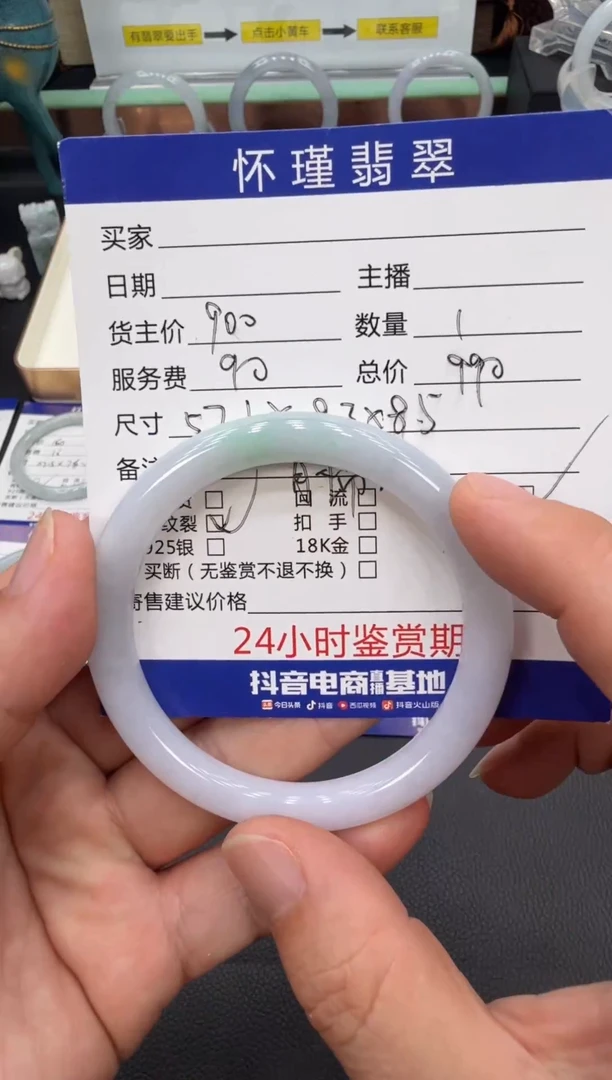 有翡翠要出手 点击小黄车 联系客服
怀瑾翡翠
买家
日期 主播
货主价 900 数量 1
服务费 90 总价 990
尺寸
备
回流
纹裂 扣手
925银 18K金
买断（无鉴赏不退不换）
寄售建议价格
24小时鉴赏期
抖音电商直播基地
今日头条 抖音 西瓜视频 抖音火山版